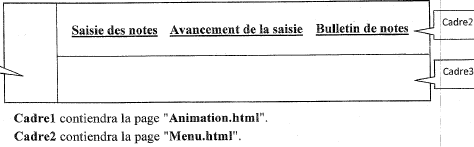 Saisie des notes Avancement de la saisie Bulletin de notes
Cadre2
Cadre3
Cadre1 contiendra la page "Animation.html".
Cadre2 contiendra la page "Menu.html".